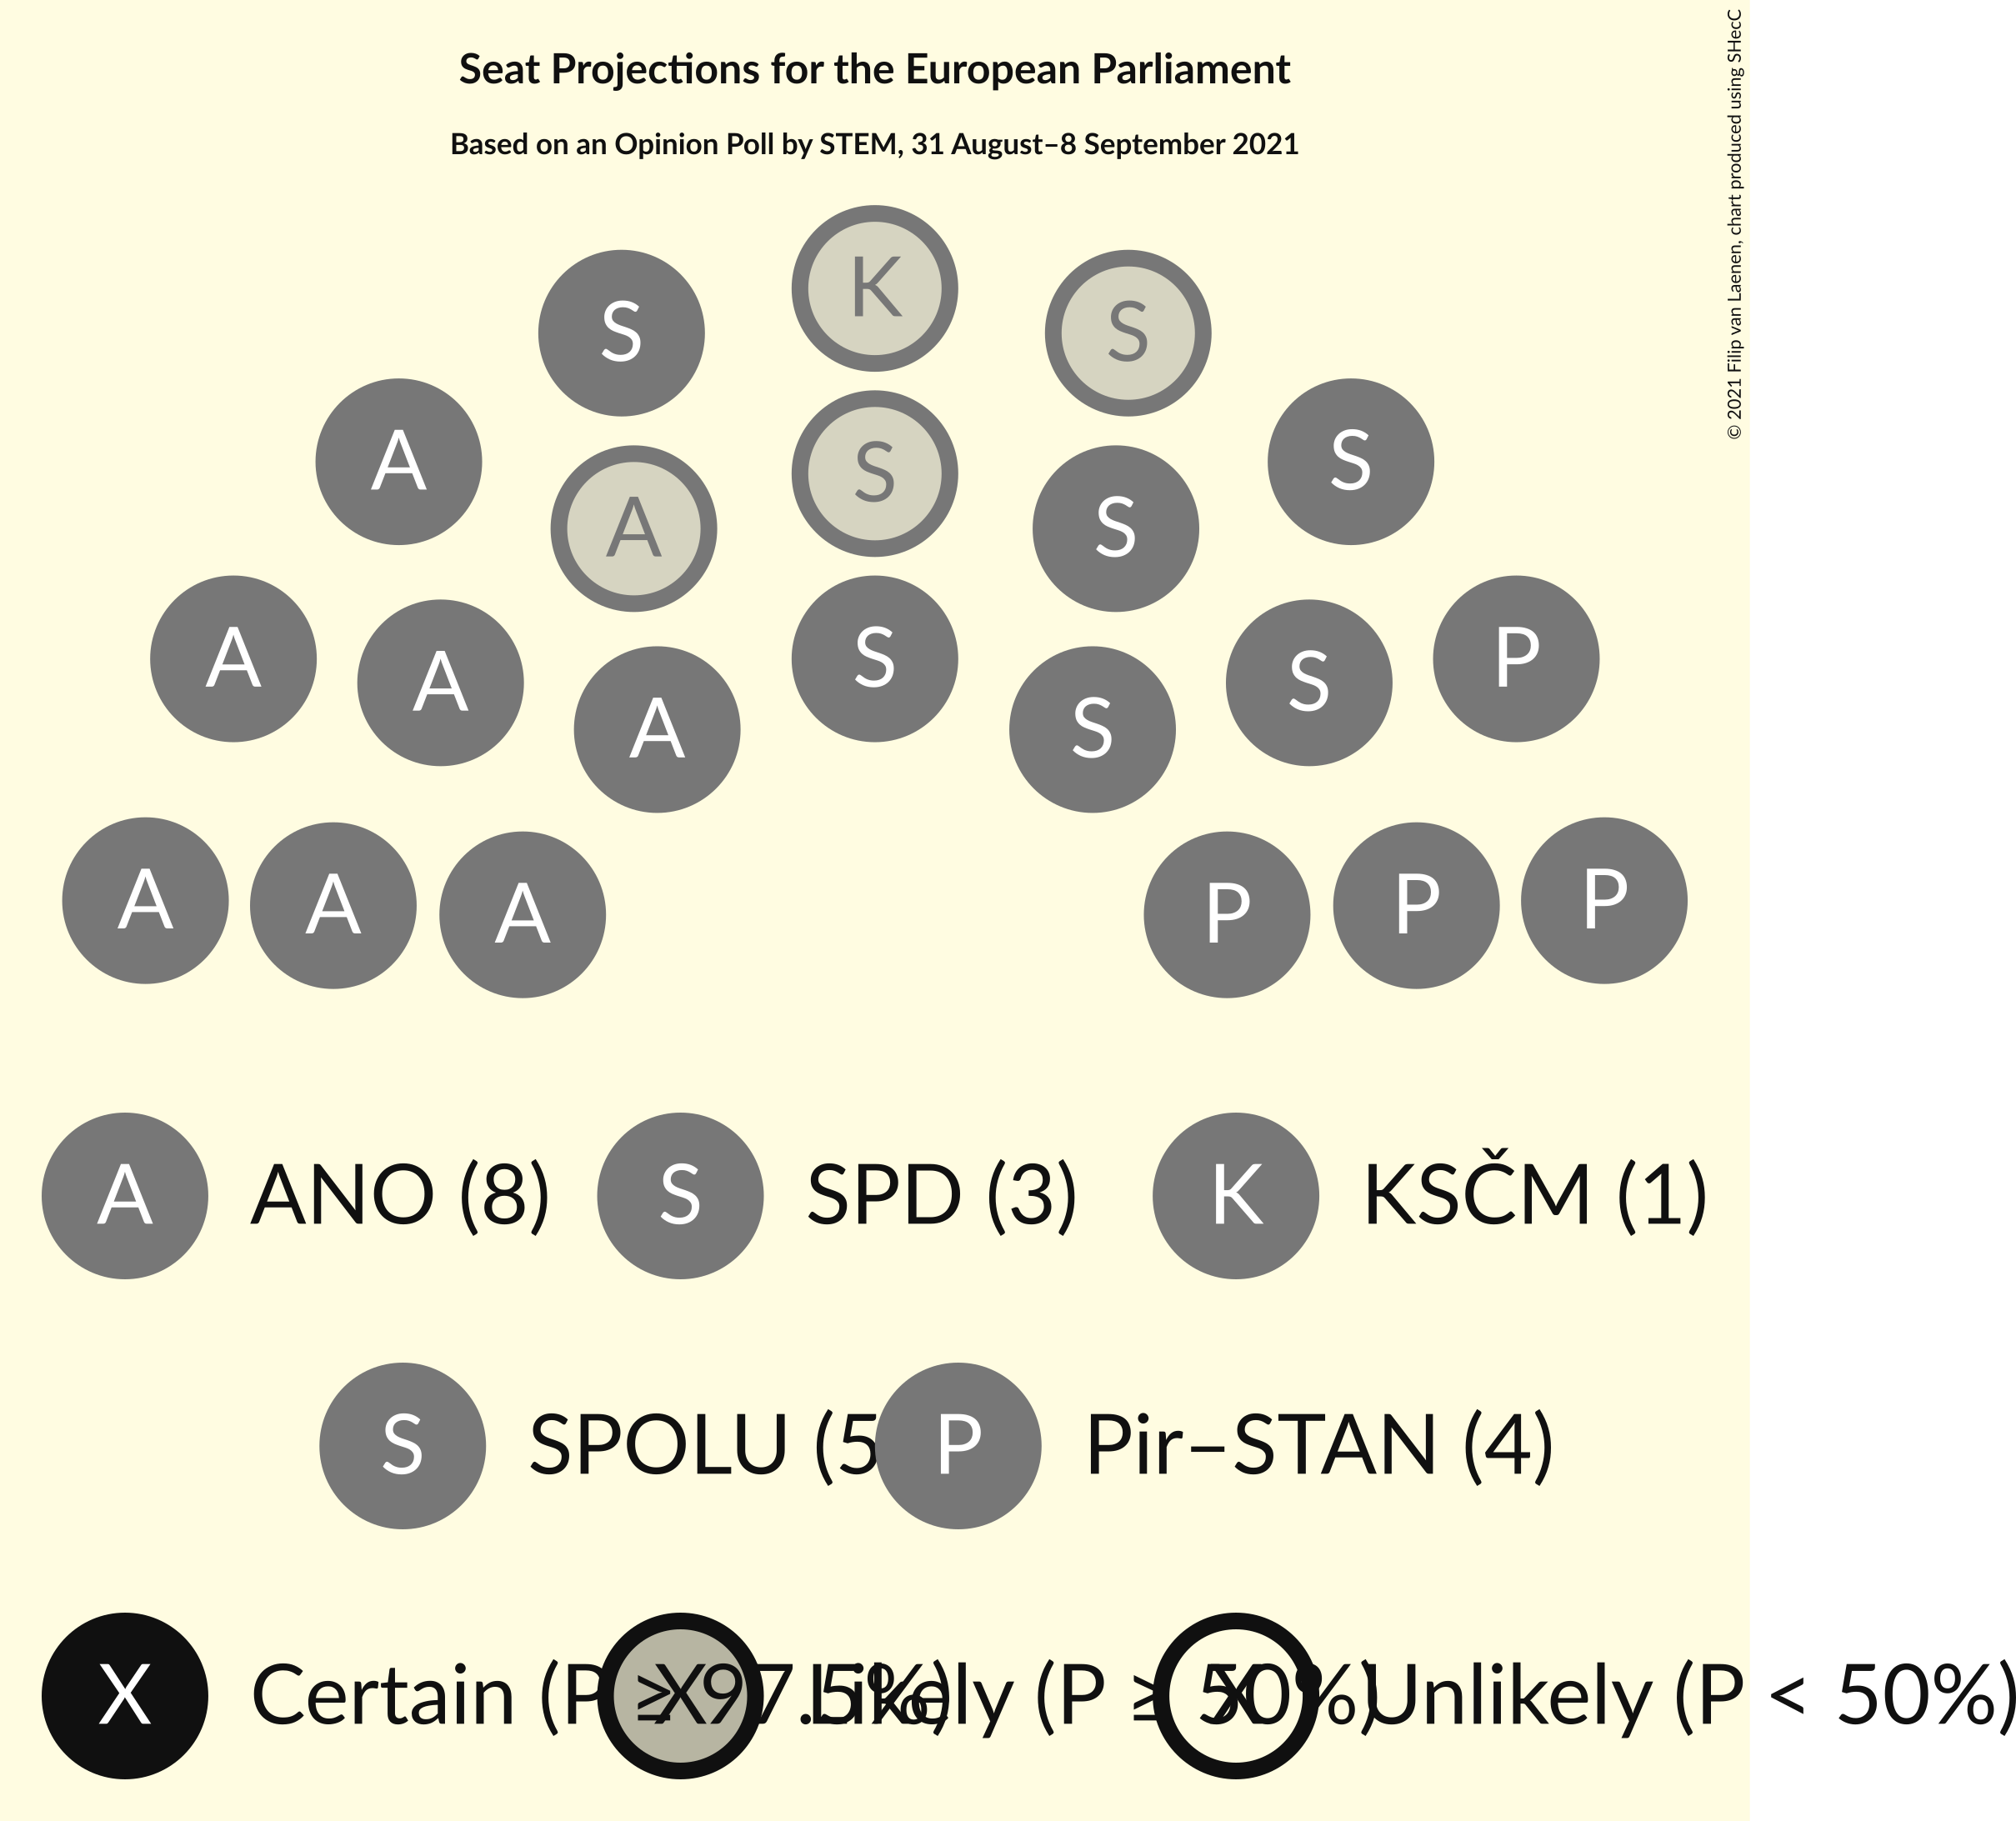 Seat Projections for the European Parliament
Based on an Opinion Poll by STEM, 31 August–8 September 2021
© 2021 Filip van Laenen, chart produced using SHecC
K
S S
A S S
A S
S
A A S S P
A S
A A A P P P
A ANO (8) S SPD (3) K KSČM (1)
S SPOLU (5 P Pir–STAN (4)
X Certain (P ≥ 97.5%) X Likely (P ≥ 50%) X Unlikely (P < 50%)